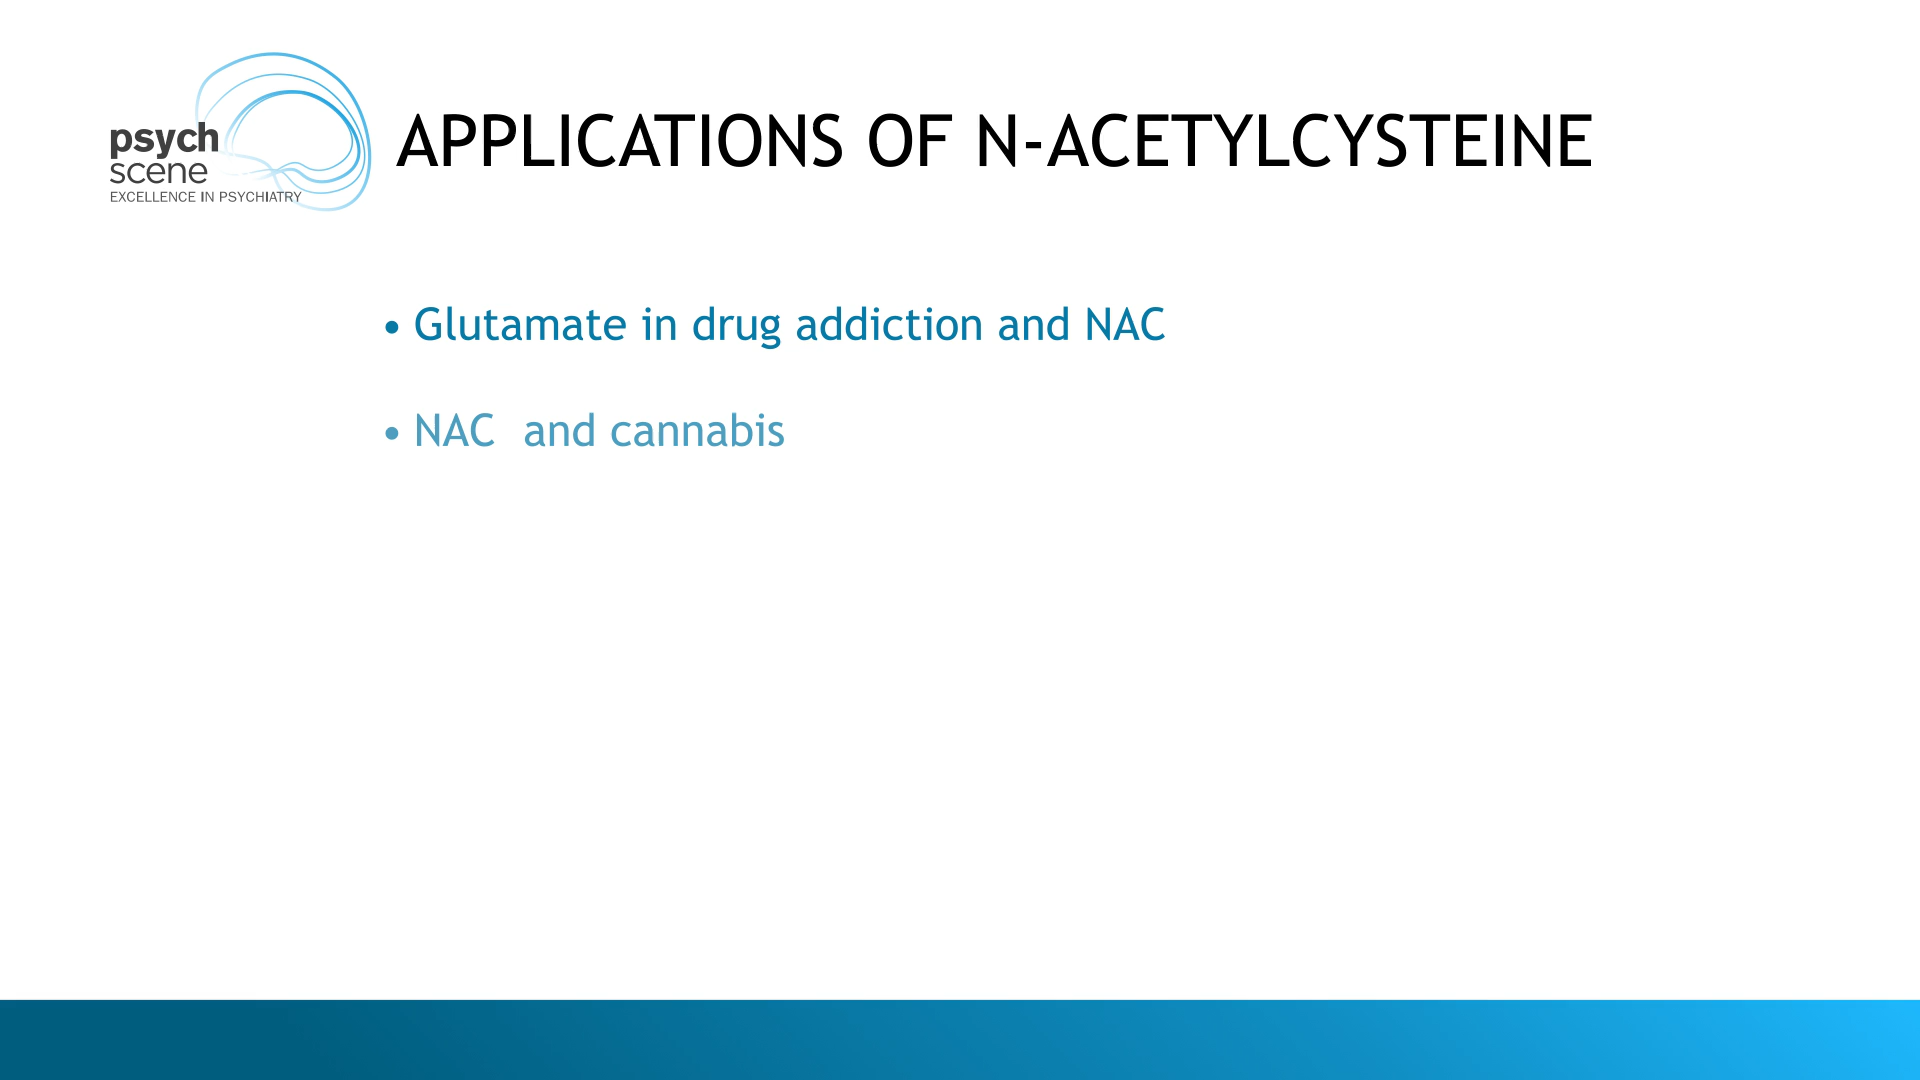 psych
scene
EXCELLENCE IN PSYCHIATRY
APPLICATIONS OF N-ACETYLCYSTEINE
• Glutamate in drug addiction and NAC
• NAC  and cannabis